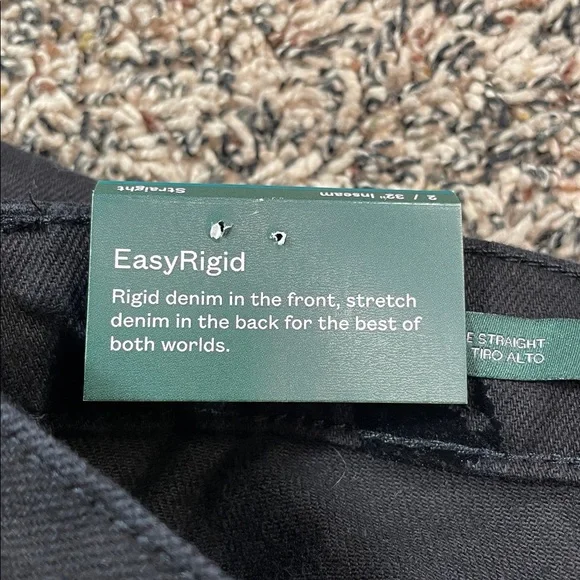 Straight
2 / 32" Inseam
EasyRigid
Rigid denim in the front, stretch
denim in the back for the best of
both worlds.
STRAIGHT
TIRO ALTO